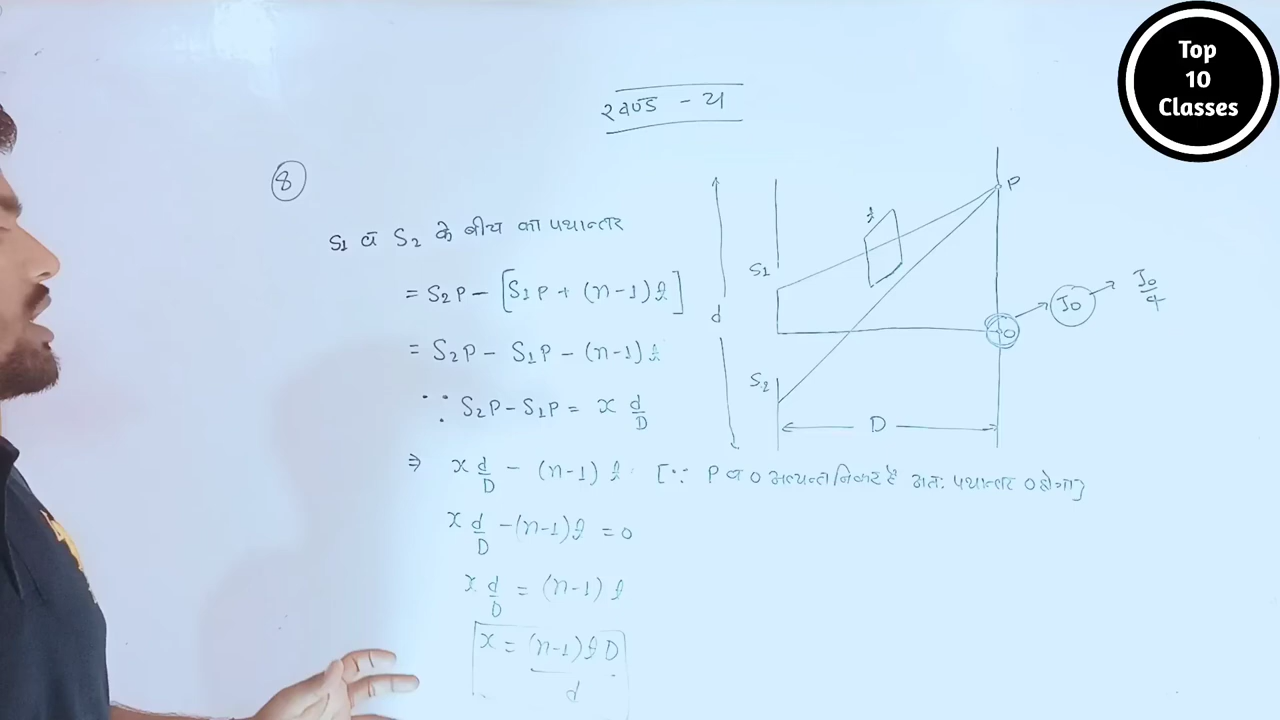 Top
10
Classes
खण्ड - य
8
S1 व S2 के बीच का पथान्तर
= S2P - [S1P + (n-1)t]
= S2P - S1P - (n-1)t
∵ S2P - S1P = x d/D
⇒ x d/D - (n-1)t [∵ P व O अत्यन्त निकट है अतः पथान्तर 0 होगा]
x d/D - (n-1)t = 0
x d/D = (n-1)t
x = (n-1)tD/d
t
P
S1
d
O
I0
I0/4
S2
D